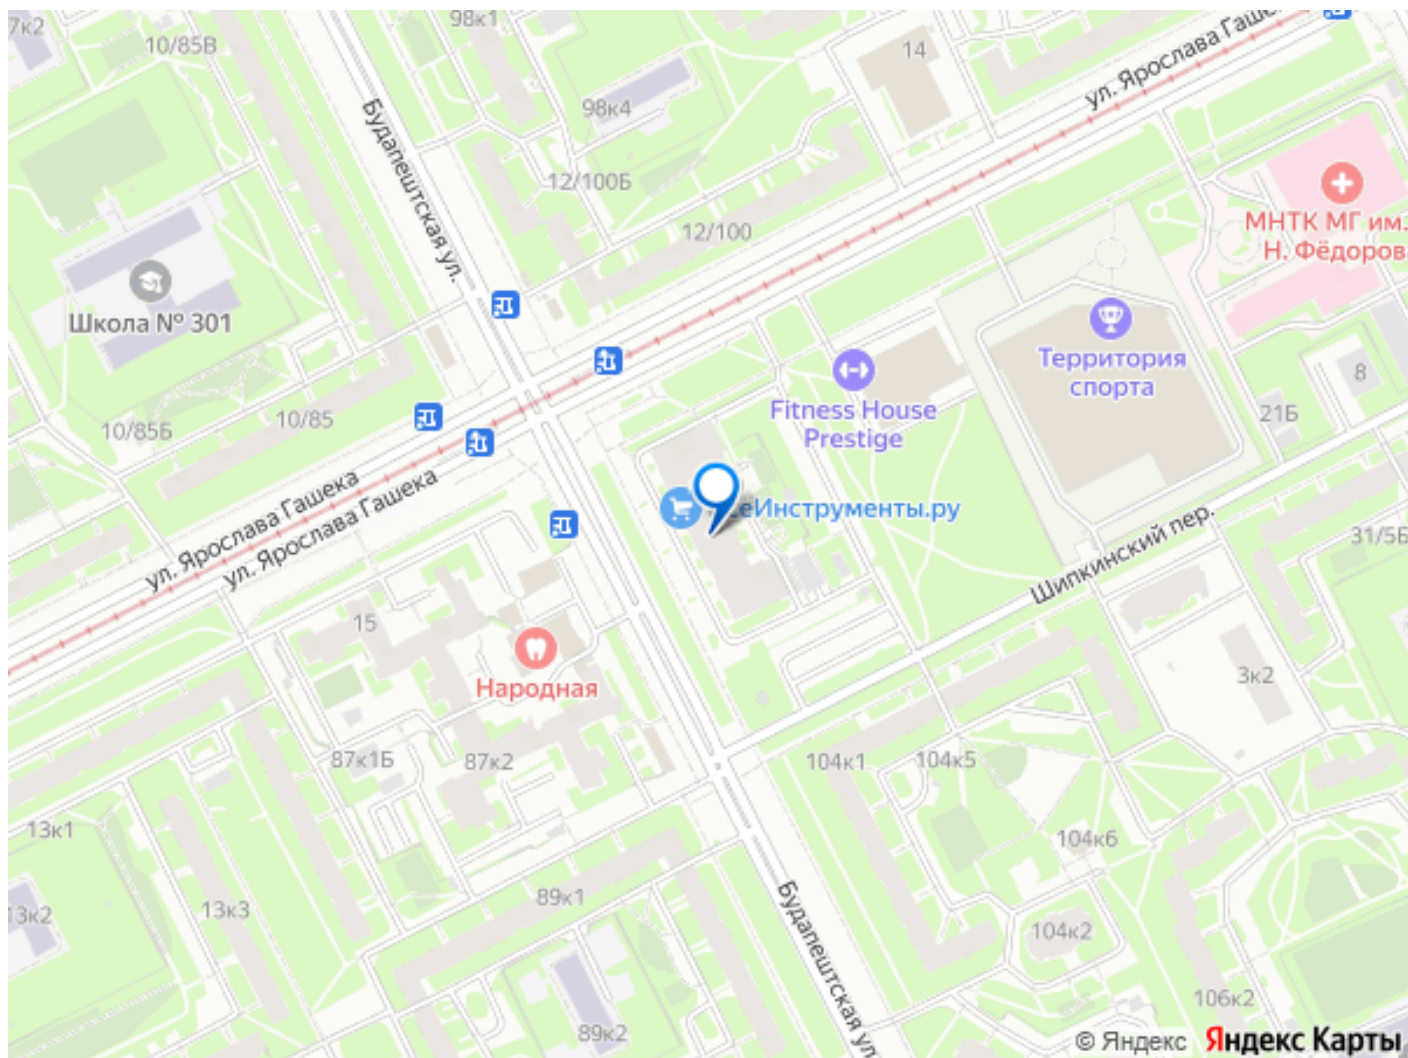 7к2
98к1
10/85В
14
ул. Ярослава Гаше
98к4
Будапештская ул.
12/100Б
МНТК МГ им.
Н. Фёдоров
12/100
Школа № 301
Территория
спорта
8
Fitness House
Prestige
21Б
10/85
10/85Б
ул. Ярослава Гашека
ул. Ярослава Гашека
еИнструменты.ру
Шипкинский пер.
31/5Б
15
Народная
3к2
87к1Б
87к2
104к1
104к5
13к1
104к6
89к1
13к3
13к2
Будапештская ул
104к2
106к2
89к2
© Яндекс Яндекс Карты